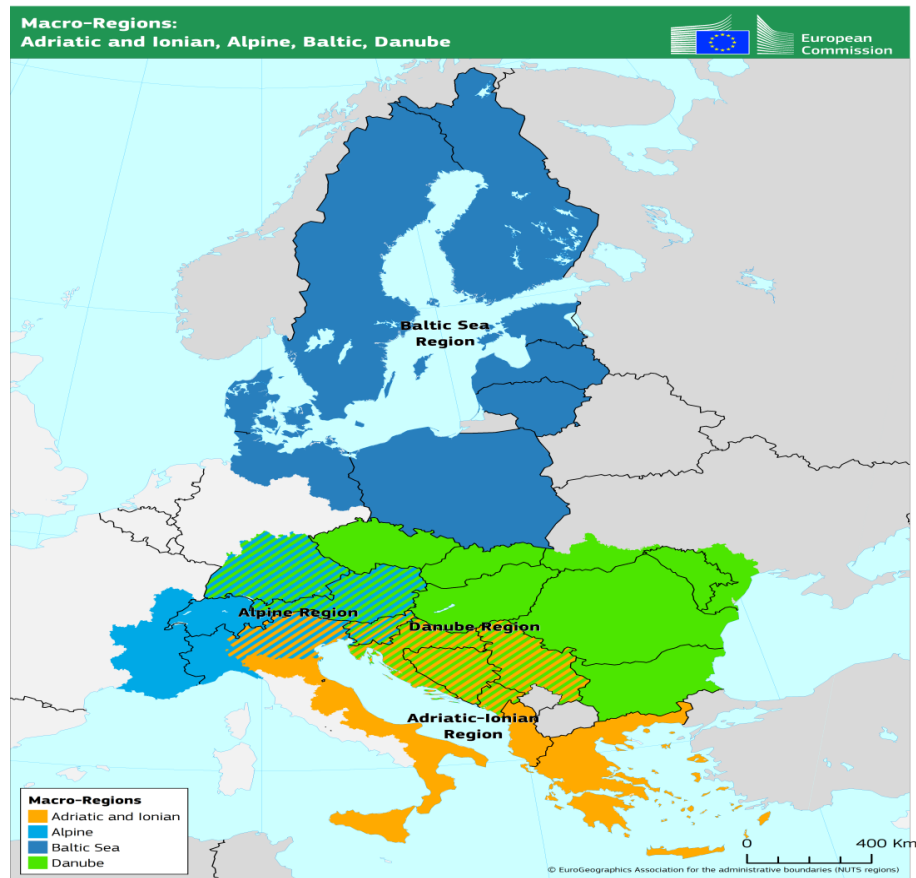 Macro-Regions:
Adriatic and Ionian, Alpine, Baltic, Danube
European
Commission
Baltic Sea
Region
Alpine Region
Danube Region
Adriatic-Ionian
Region
Macro-Regions
Adriatic and Ionian
Alpine
Baltic Sea
Danube
0 400 Km
© EuroGeographics Association for the administrative boundaries (NUTS regions)